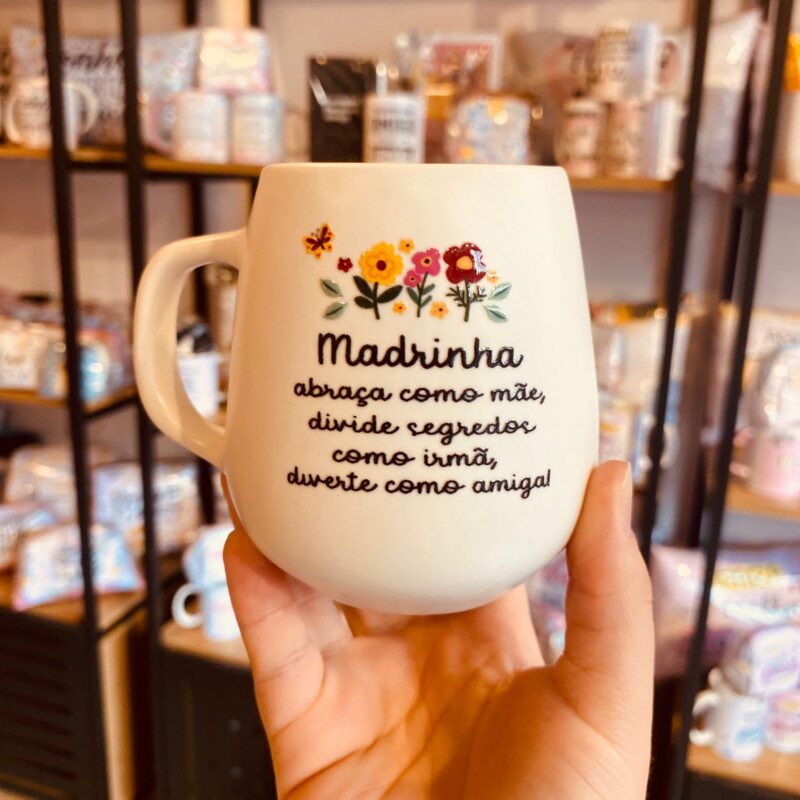 Madrinha
abraça como mãe,
divide segredos
como irmã,
diverte como amiga!